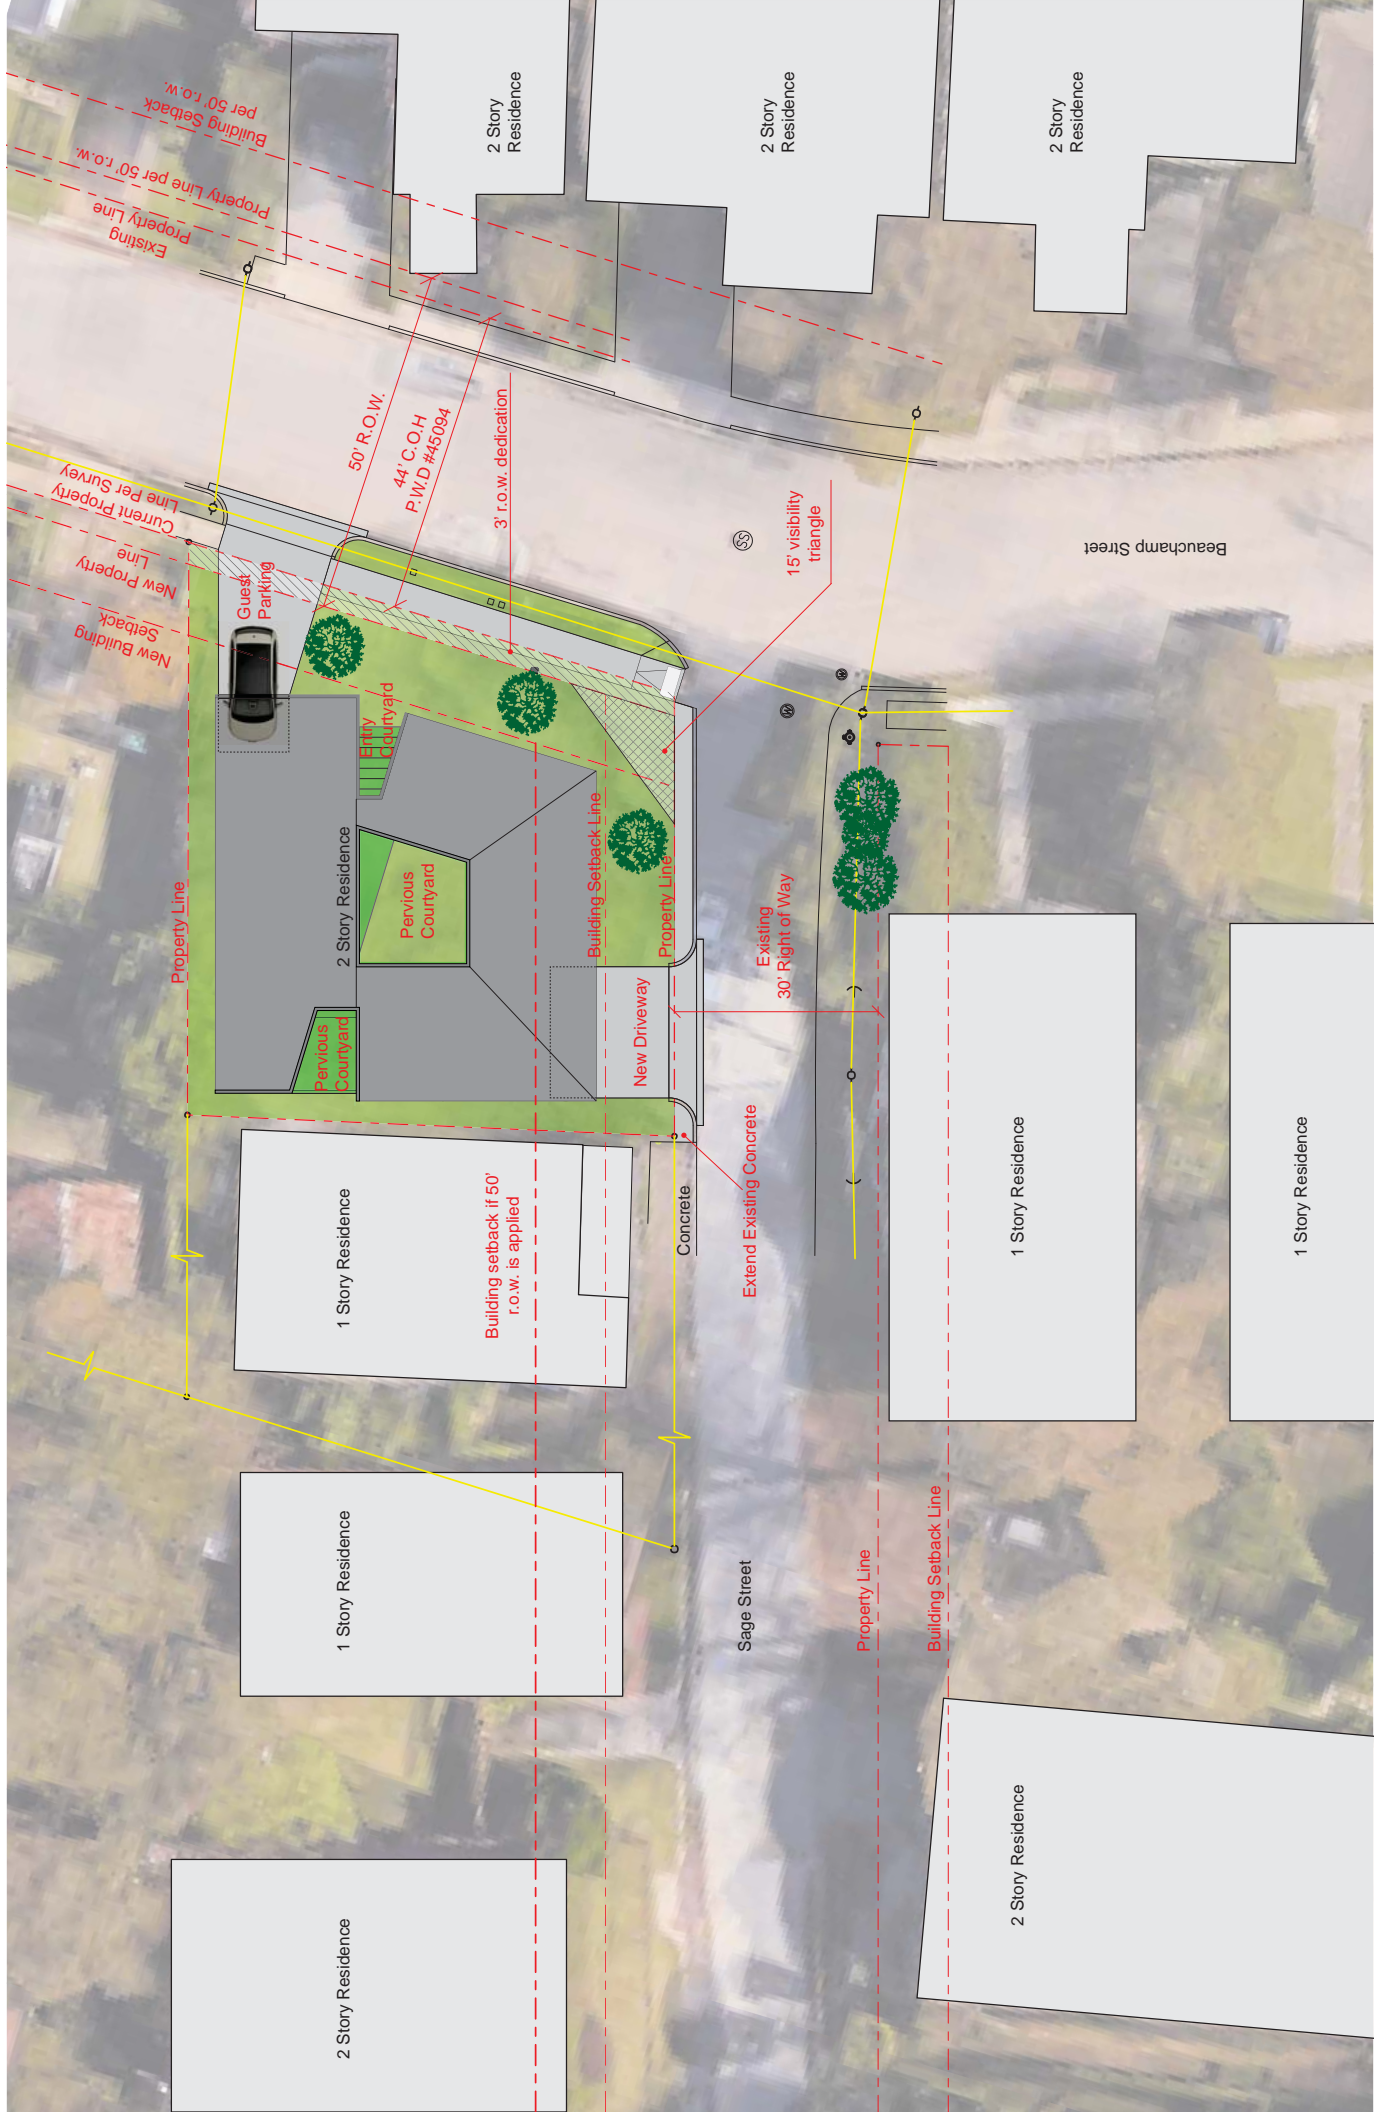 Building Setback
per 50' r.o.w.
Property Line per 50' r.o.w.
Existing
Property Line
2 Story
Residence
2 Story
Residence
2 Story
Residence
50' R.O.W.
44' C.O.H
P.W.D #45094
3' r.o.w. dedication
15' visibility
triangle
Beauchamp Street
SS
Current Property
Line Per Survey
New Property
Line
New Building
Setback
Guest
Parking
Entry
Courtyard
2 Story Residence
Pervious
Courtyard
Pervious
Courtyard
Property Line
Building Setback Line
Property Line
New Driveway
Existing
30' Right of Way
W
W
Extend Existing Concrete
Concrete
Building setback if 50'
r.o.w. is applied
1 Story Residence
1 Story Residence
1 Story Residence
1 Story Residence
Sage Street
Property Line
Building Setback Line
2 Story Residence
2 Story Residence